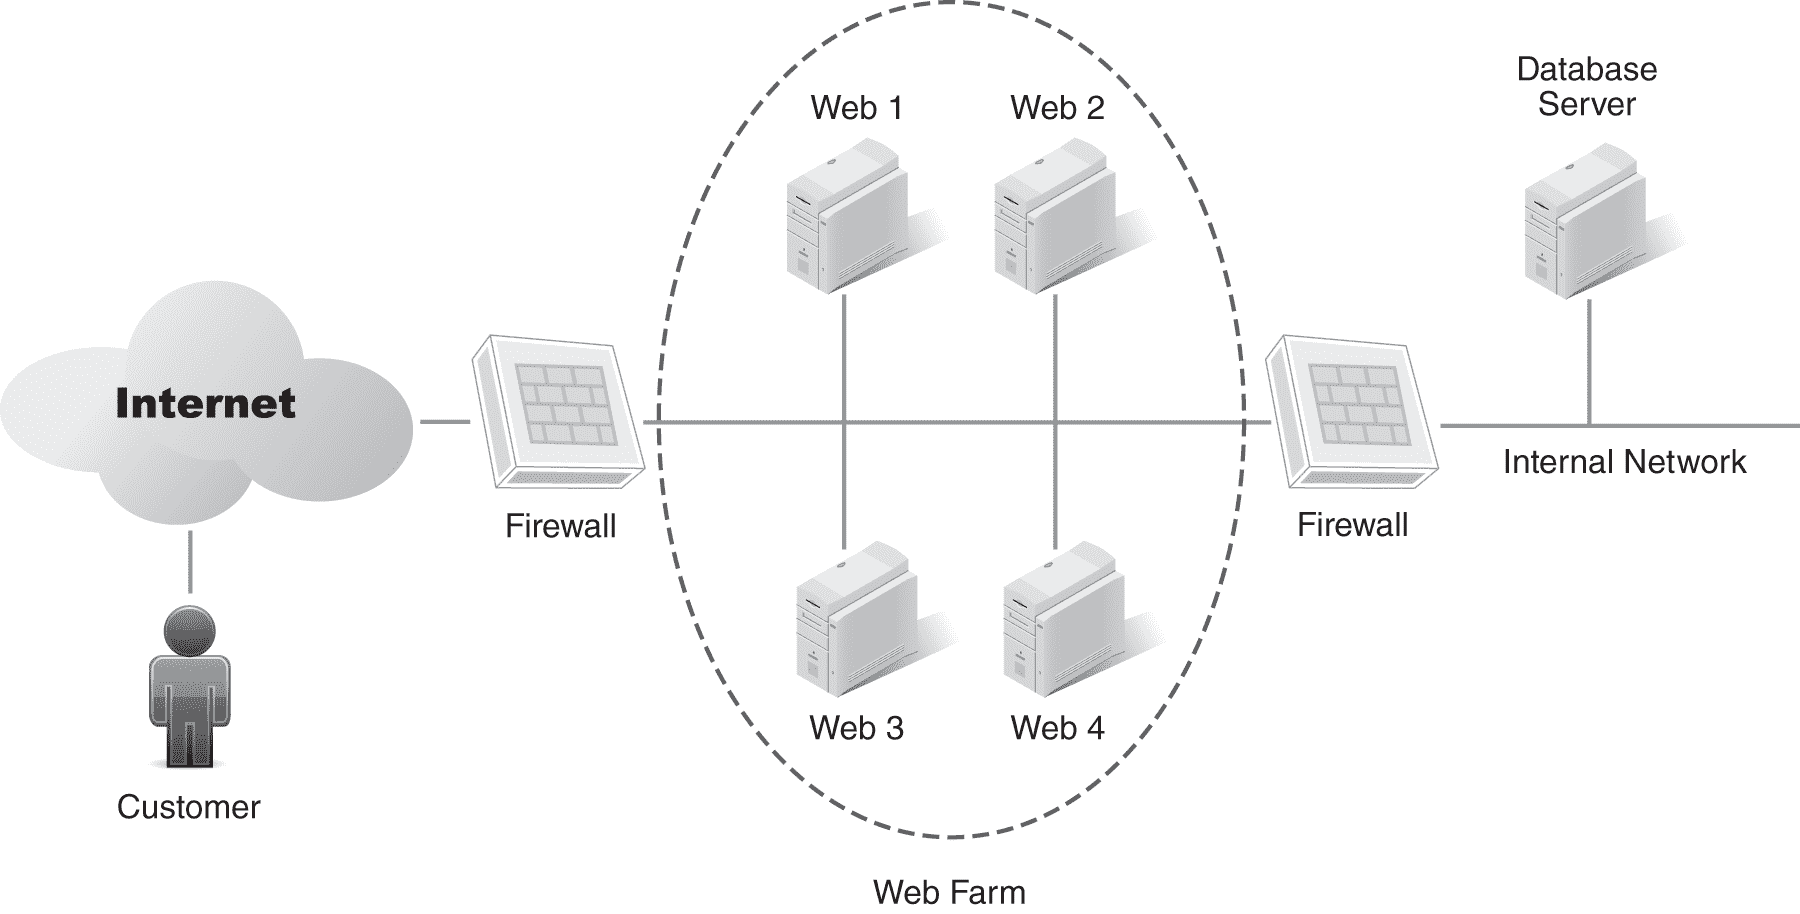 Web 1
Web 2
Database
Server
Internet
Firewall
Internal Network
Firewall
Web 3
Web 4
Customer
Web Farm